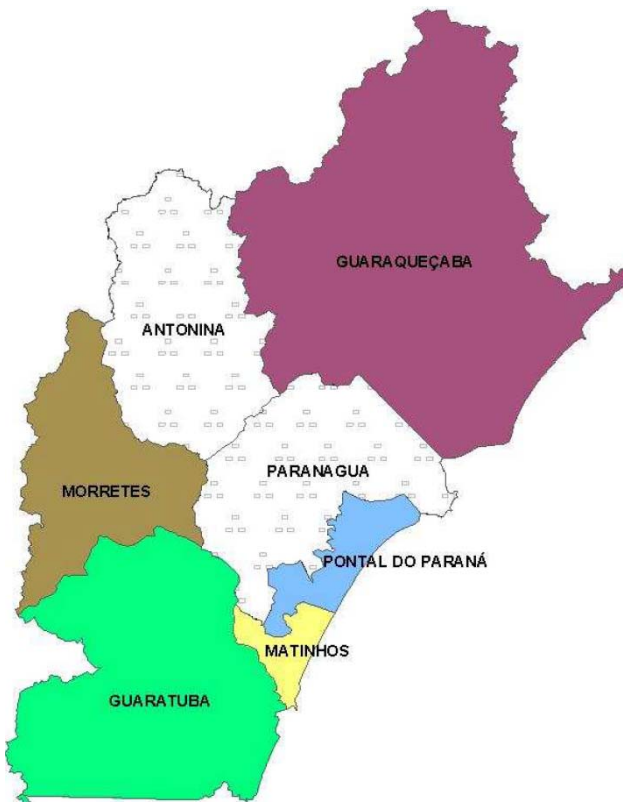 GUARAQUEÇABA
ANTONINA
PARANAGUA
MORRETES
PONTAL DO PARANÁ
MATINHOS
GUARATUBA